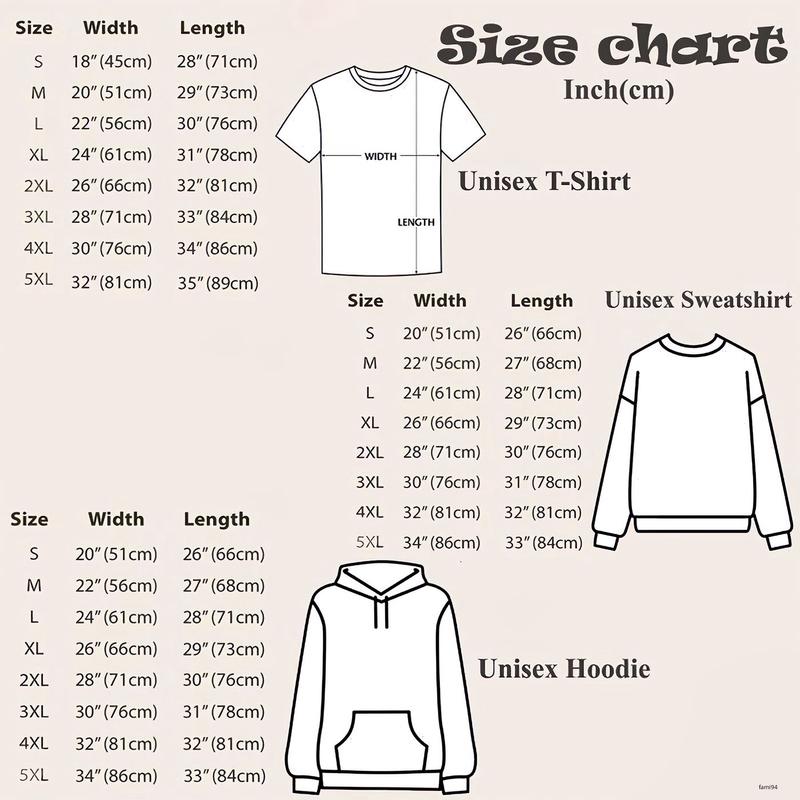 Size chart
Inch(cm)
Size Width Length
S 18″(45cm) 28″(71cm)
M 20″(51cm) 29″(73cm)
L 22″(56cm) 30″(76cm)
XL 24″(61cm) 31″(78cm)
2XL 26″(66cm) 32″(81cm)
3XL 28″(71cm) 33″(84cm)
4XL 30″(76cm) 34″(86cm)
5XL 32″(81cm) 35″(89cm)
WIDTH
LENGTH
Unisex T-Shirt
Size Width Length
S 20″(51cm) 26″(66cm)
M 22″(56cm) 27″(68cm)
L 24″(61cm) 28″(71cm)
XL 26″(66cm) 29″(73cm)
2XL 28″(71cm) 30″(76cm)
3XL 30″(76cm) 31″(78cm)
4XL 32″(81cm) 32″(81cm)
5XL 34″(86cm) 33″(84cm)
Unisex Sweatshirt
Size Width Length
S 20″(51cm) 26″(66cm)
M 22″(56cm) 27″(68cm)
L 24″(61cm) 28″(71cm)
XL 26″(66cm) 29″(73cm)
2XL 28″(71cm) 30″(76cm)
3XL 30″(76cm) 31″(78cm)
4XL 32″(81cm) 32″(81cm)
5XL 34″(86cm) 33″(84cm)
Unisex Hoodie
fami94